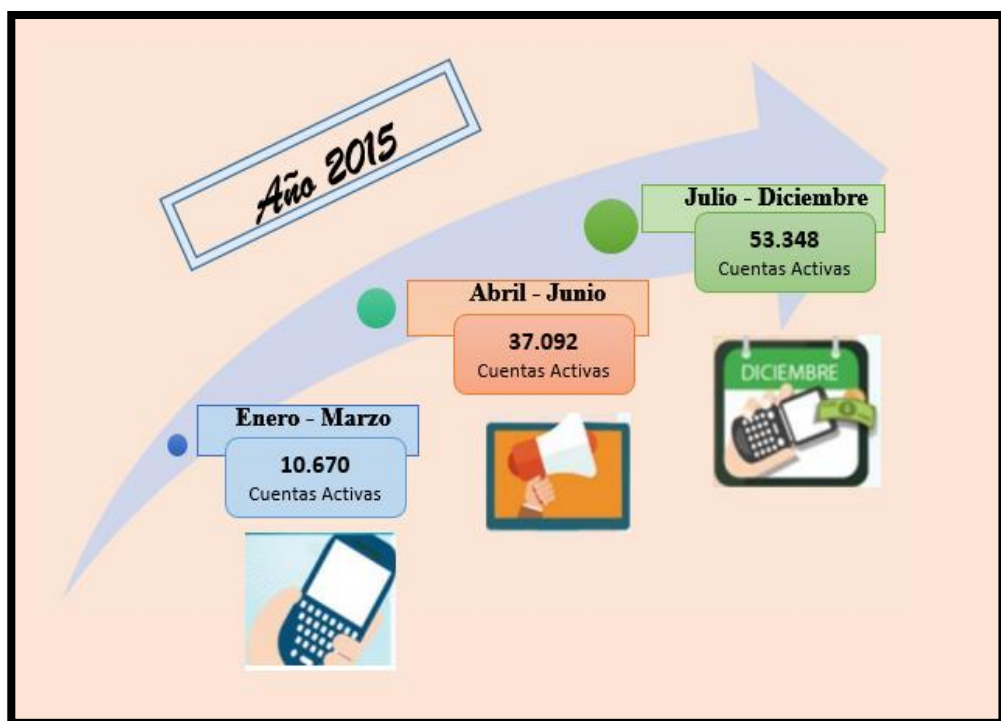 Año 2015
Julio - Diciembre
53.348
Cuentas Activas
Abril - Junio
37.092
Cuentas Activas
DICIEMBRE
Enero - Marzo
10.670
Cuentas Activas